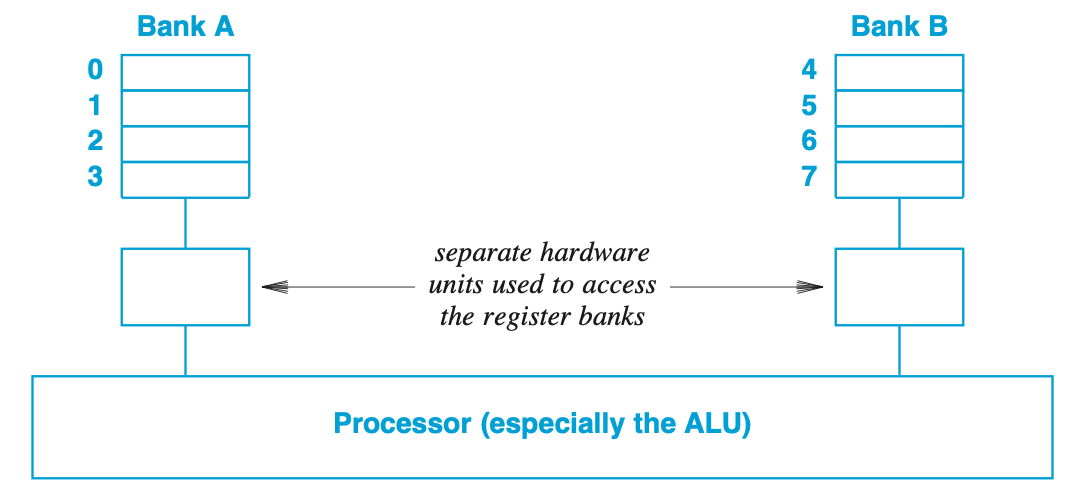 Bank A
Bank B
0
1
2
3
4
5
6
7
separate hardware
units used to access
the register banks
Processor (especially the ALU)